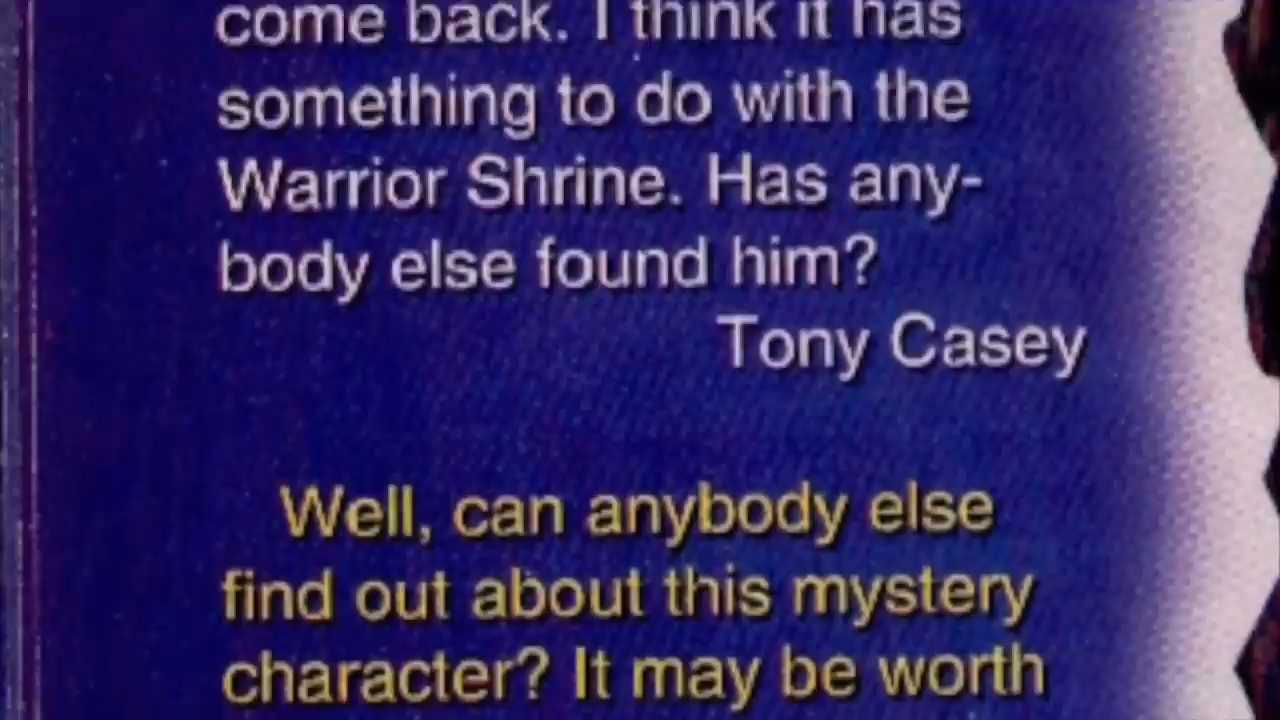 come back. I think it has
something to do with the
Warrior Shrine. Has any-
body else found him?
Tony Casey
Well, can anybody else
find out about this mystery
character? It may be worth